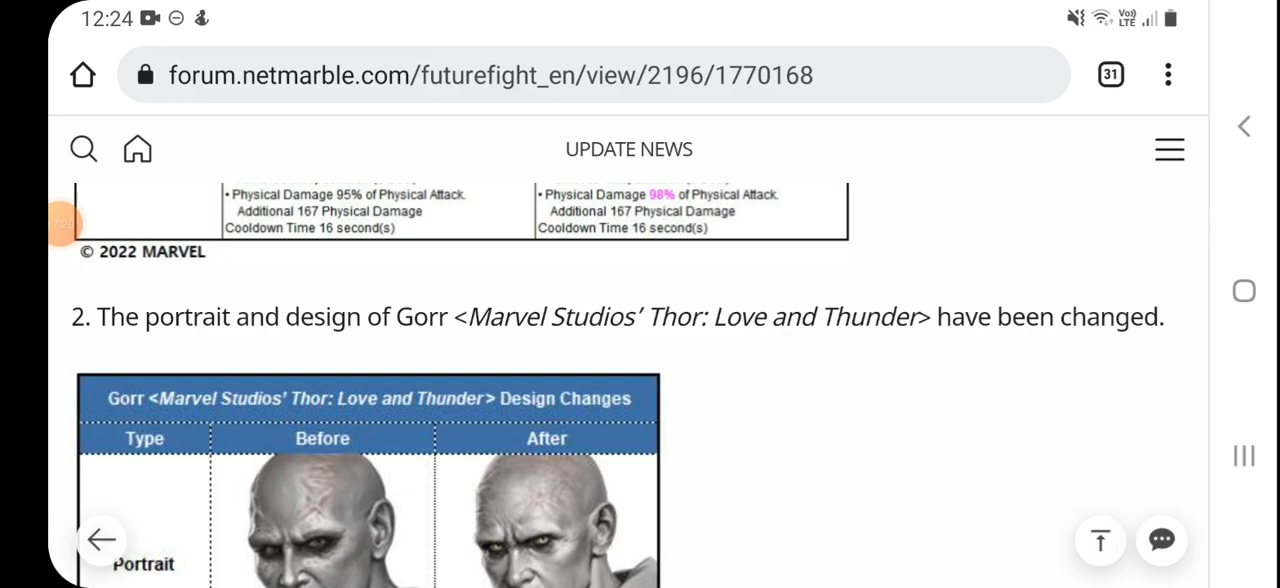 12:24
Vo)) LTE
forum.netmarble.com/futurefight_en/view/2196/1770168
31
UPDATE NEWS
• Physical Damage 95% of Physical Attack.
Additional 167 Physical Damage
Cooldown Time 16 second(s)
• Physical Damage 98% of Physical Attack.
Additional 167 Physical Damage
Cooldown Time 16 second(s)
© 2022 MARVEL
2. The portrait and design of Gorr <Marvel Studios' Thor: Love and Thunder> have been changed.
Gorr <Marvel Studios' Thor: Love and Thunder> Design Changes
Type Before After
Portrait